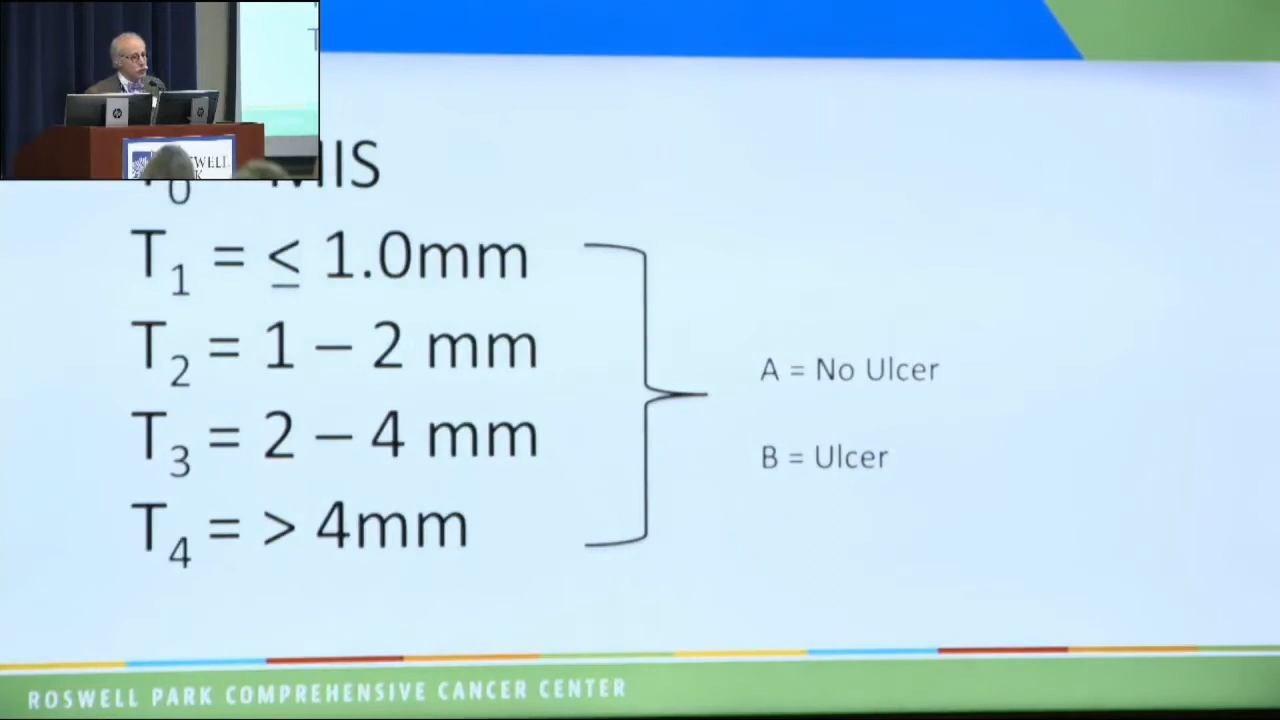 T
MIS
T1 = ≤ 1.0mm
T2 = 1 – 2 mm
T3 = 2 – 4 mm
T4 = > 4mm
A = No Ulcer
B = Ulcer
ROSWELL PARK COMPREHENSIVE CANCER CENTER